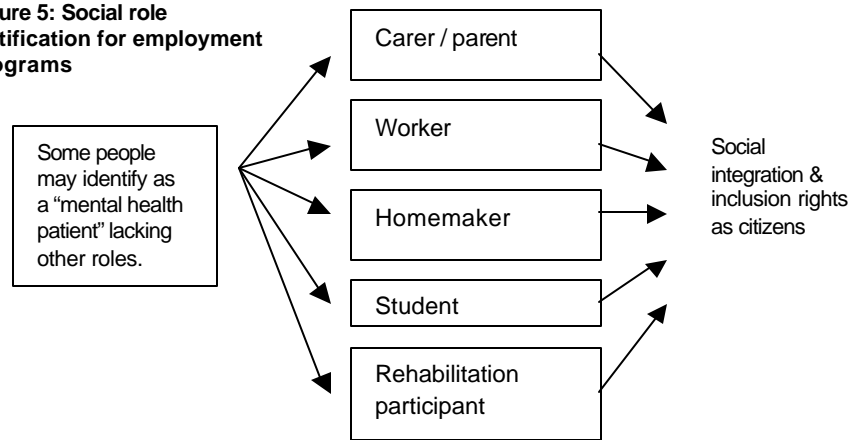 ure 5: Social role
tification for employment
ograms
Carer / parent
Worker
Homemaker
Student
Rehabilitation
participant
Some people
may identify as
a “mental health
patient” lacking
other roles.
Social
integration &
inclusion rights
as citizens